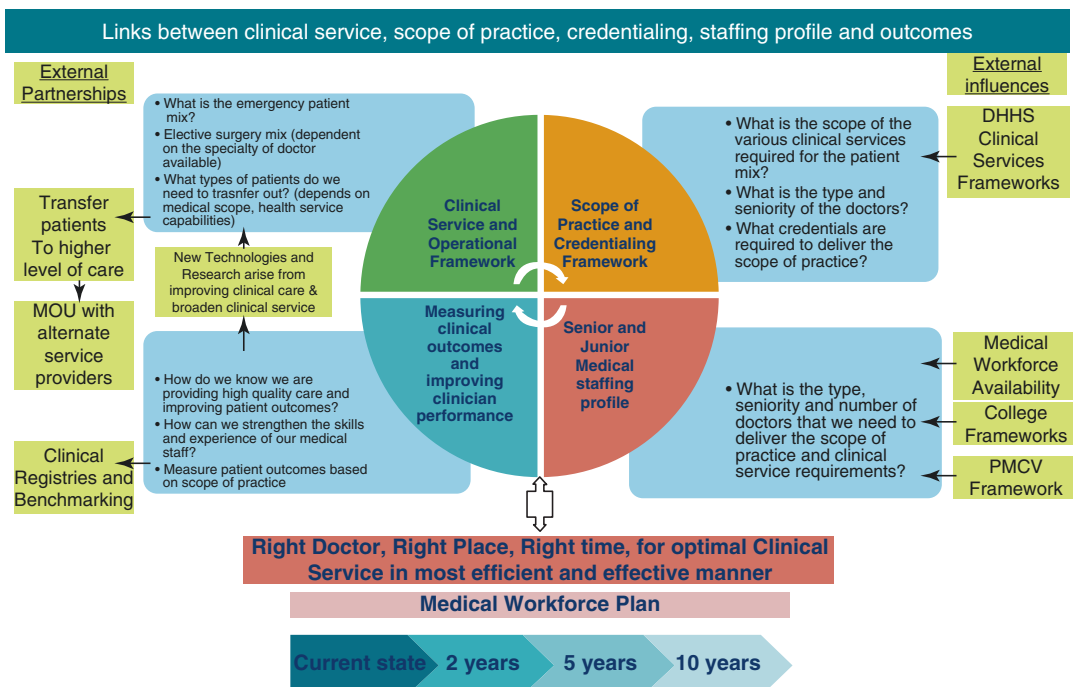 Links between clinical service, scope of practice, credentialing, staffing profile and outcomes
External
Partnerships
• What is the emergency patient
mix?
• Elective surgery mix (dependent
on the specialty of doctor
available)
• What types of patients do we
need to trasnfer out? (depends on
medical scope, health service
capabilities)
Transfer
patients
To higher
level of care
MOU with
alternate
service
providers
New Technologies and
Research arise from
improving clinical care &
broaden clinical service
• How do we know we are
providing high quality care and
improving patient outcomes?
• How can we strengthen the skills
and experience of our medical
staff?
• Measure patient outcomes based
on scope of practice
Clinical
Registries and
Benchmarking
Clinical
Service and
Operational
Framework
Scope of
Practice and
Credentialing
Framework
Measuring
clinical
outcomes
and
improving
clinician
performance
Senior and
Junior
Medical
staffing
profile
External
influences
• What is the scope of the
various clinical services
required for the patient
mix?
• What is the type and
seniority of the doctors?
• What credentials are
required to deliver the
scope of practice?
DHHS
Clinical
Services
Frameworks
• What is the type,
seniority and number of
doctors that we need to
deliver the scope of
practice and clinical
service requirements?
Medical
Workforce
Availability
College
Frameworks
PMCV
Framework
Right Doctor, Right Place, Right time, for optimal Clinical
Service in most efficient and effective manner
Medical Workforce Plan
Current state
2 years
5 years
10 years